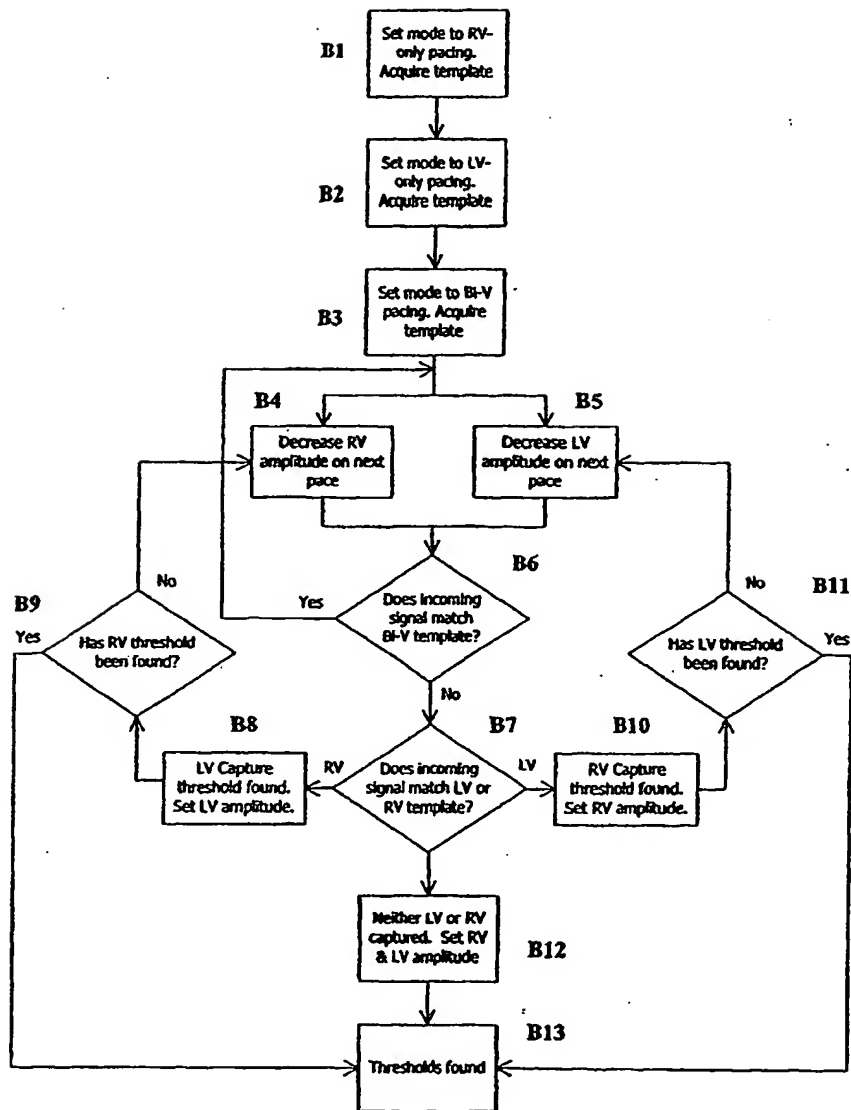 B1
Set mode to RV-
only pacing.
Acquire template
B2
Set mode to LV-
only pacing.
Acquire template
B3
Set mode to Bi-V
pacing. Acquire
template
B4
Decrease RV
amplitude on next
pace
B5
Decrease LV
amplitude on next
pace
B6
Does incoming
signal match
Bi-V template?
Yes
No
B9
Yes
No
Has RV threshold
been found?
B11
No
Yes
Has LV threshold
been found?
B7
Does incoming
signal match LV or
RV template?
RV
LV
B8
LV Capture
threshold found.
Set LV amplitude.
B10
RV Capture
threshold found.
Set RV amplitude.
Neither LV or RV
captured. Set RV
& LV amplitude
B12
B13
Thresholds found